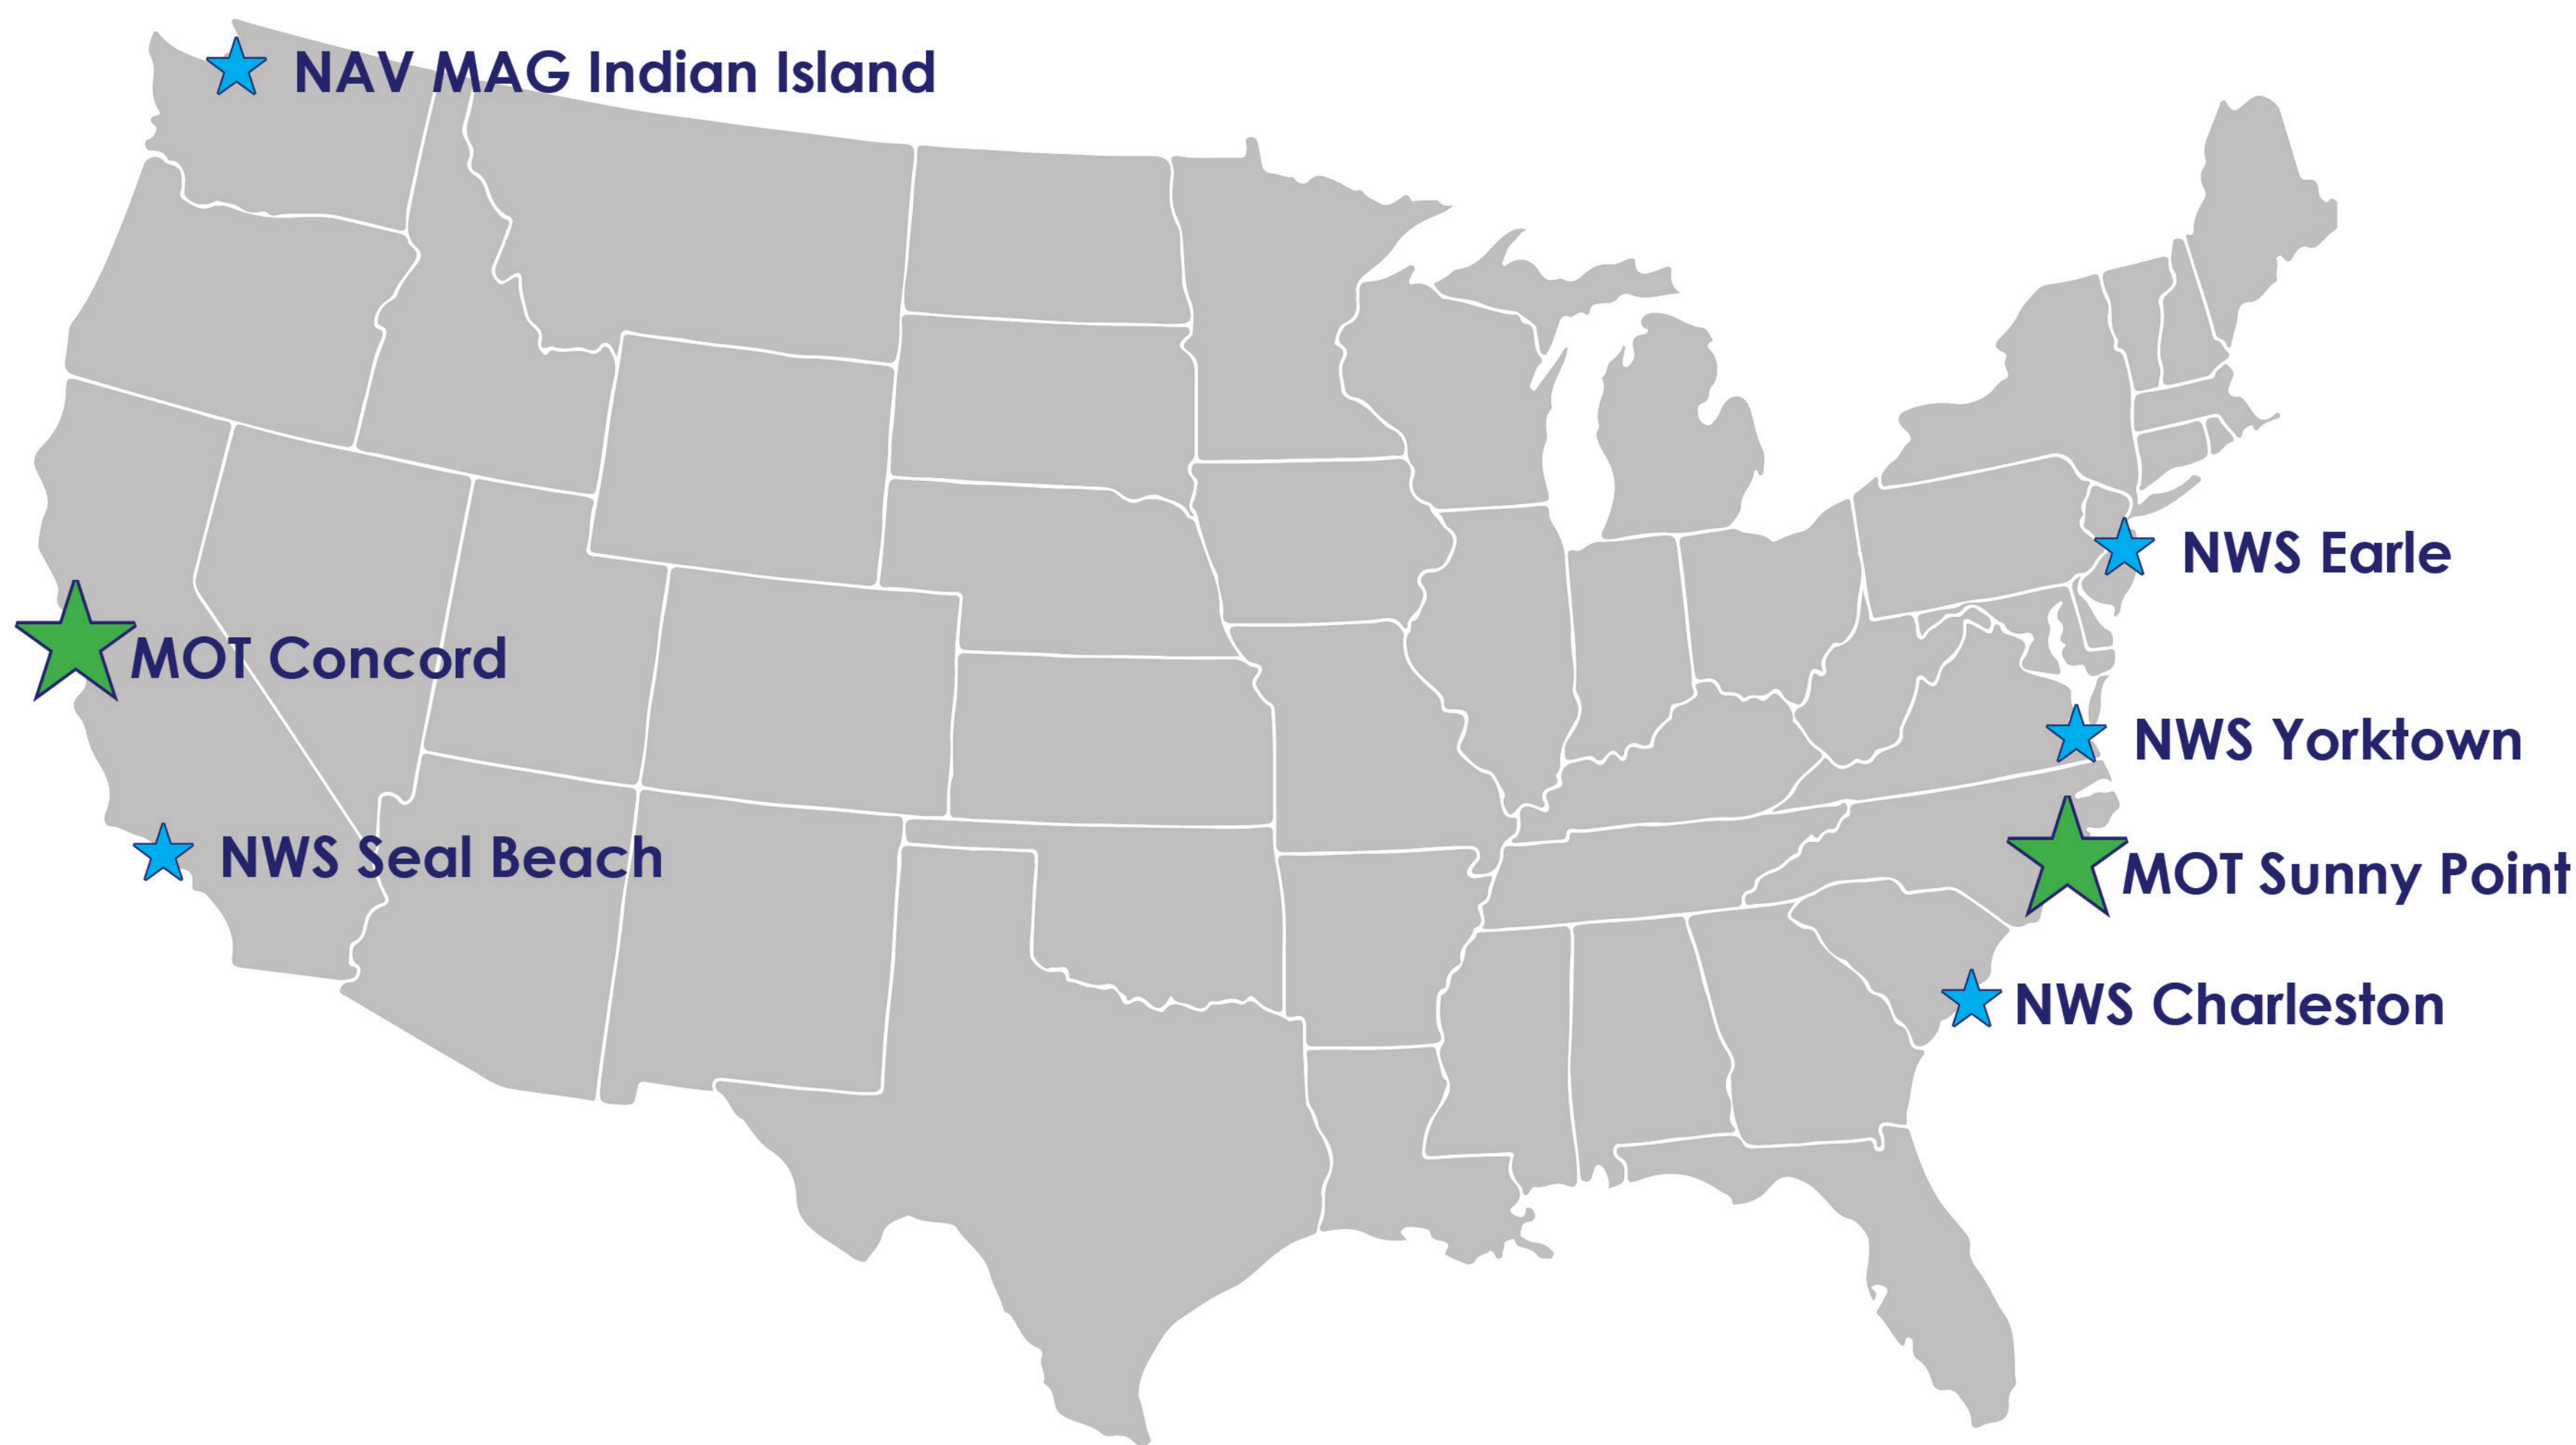 NAV MAG Indian Island
NWS Earle
MOT Concord
NWS Yorktown
NWS Seal Beach
MOT Sunny Point
NWS Charleston